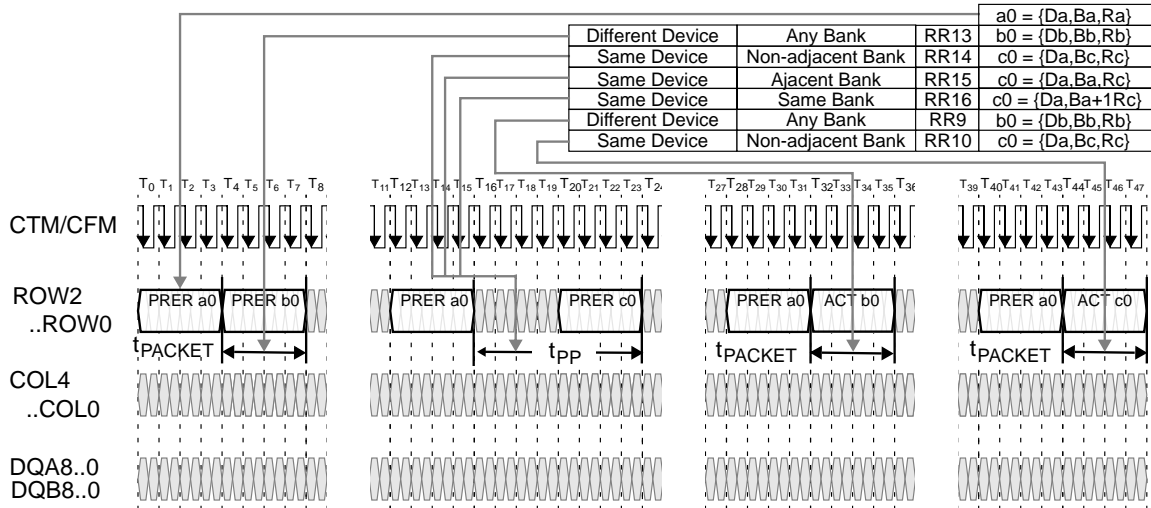 a0 = {Da,Ba,Ra}
Different Device Any Bank RR13 b0 = {Db,Bb,Rb}
Same Device Non-adjacent Bank RR14 c0 = {Da,Bc,Rc}
Same Device Ajacent Bank RR15 c0 = {Da,Ba,Rc}
Same Device Same Bank RR16 c0 = {Da,Ba+1Rc}
Different Device Any Bank RR9 b0 = {Db,Bb,Rb}
Same Device Non-adjacent Bank RR10 c0 = {Da,Bc,Rc}
T0 T1 T2 T3 T4 T5 T6 T7 T8 T11 T12 T13 T14 T15 T16 T17 T18 T19 T20 T21 T22 T23 T24 T27 T28 T29 T30 T31 T32 T33 T34 T35 T36 T39 T40 T41 T42 T43 T44 T45 T46 T47
CTM/CFM
ROW2 PRER a0 PRER b0 PRER a0 PRER c0 PRER a0 ACT b0 PRER a0 ACT c0
..ROW0
tPACKET tPP tPACKET tPACKET
COL4
..COL0
DQA8..0
DQB8..0